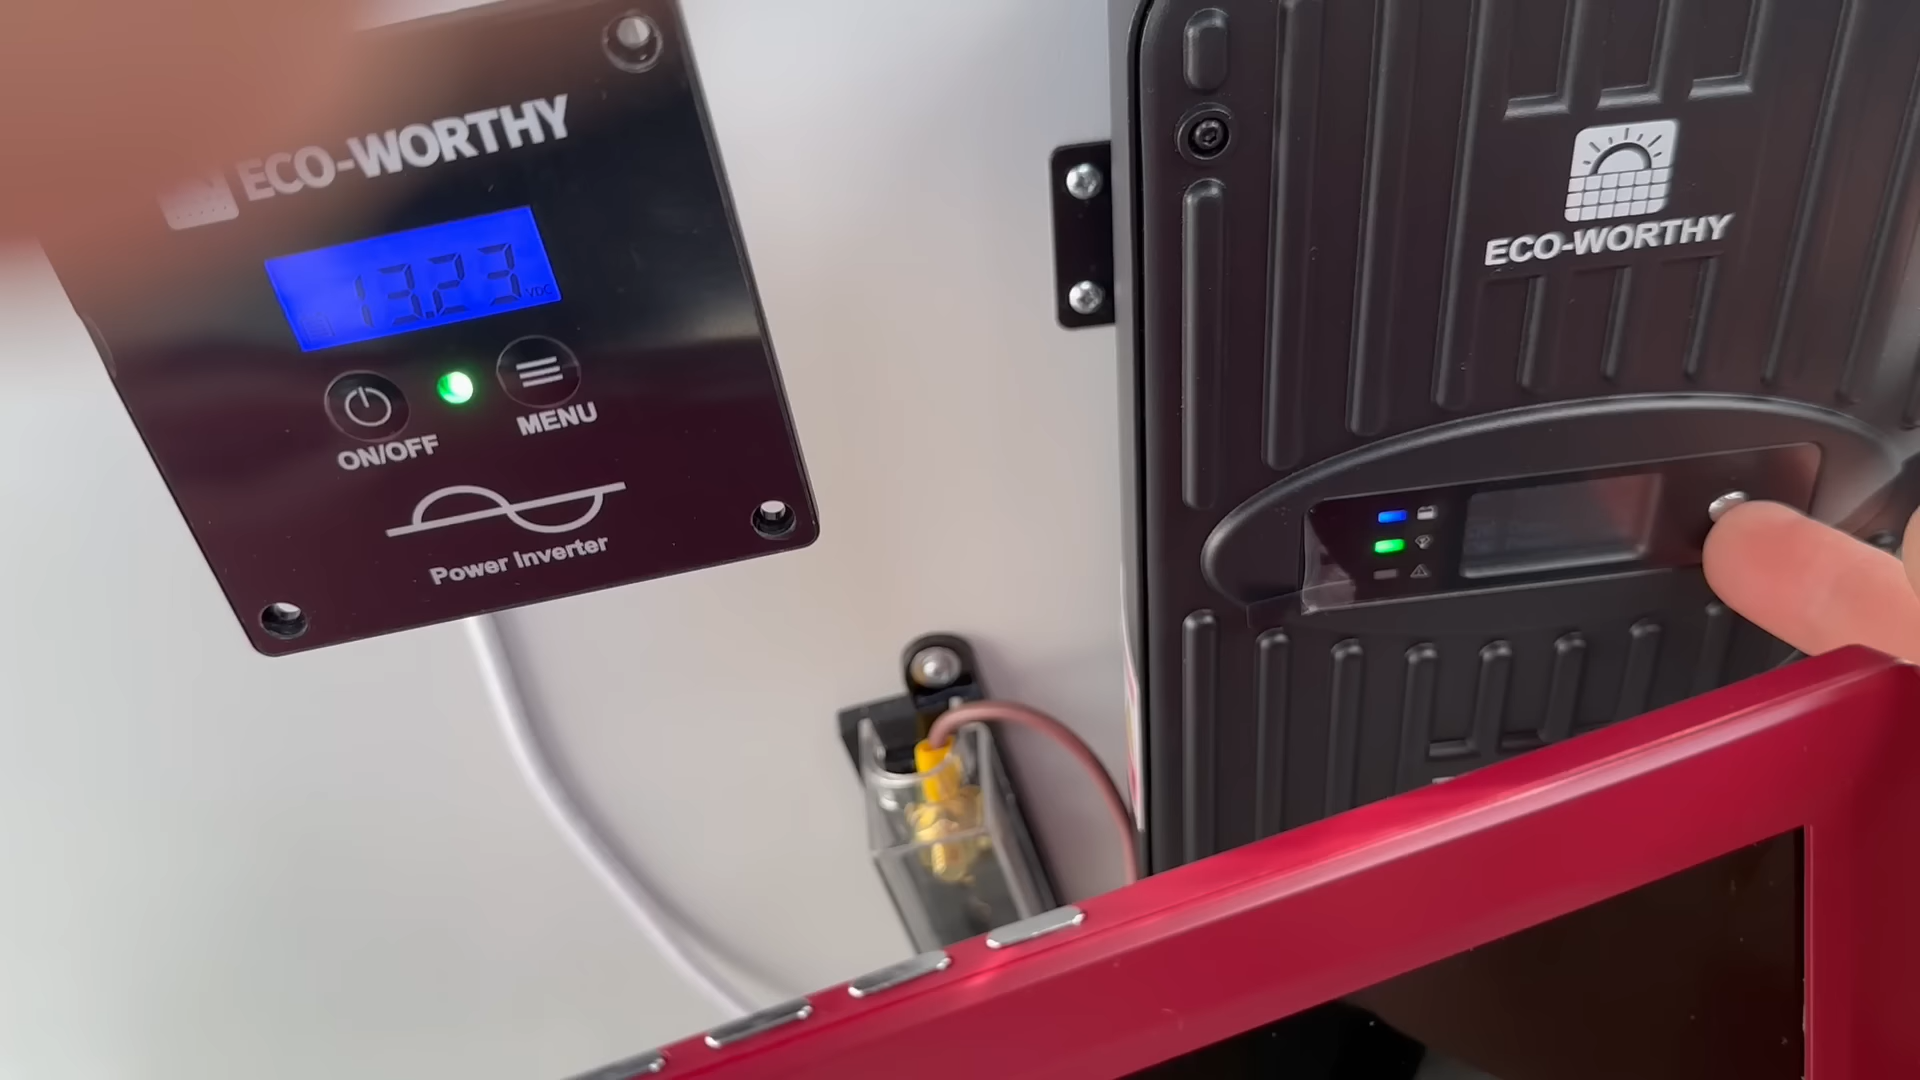 ECO-WORTHY
13.23 VDC
ON/OFF
MENU
Power Inverter
ECO-WORTHY